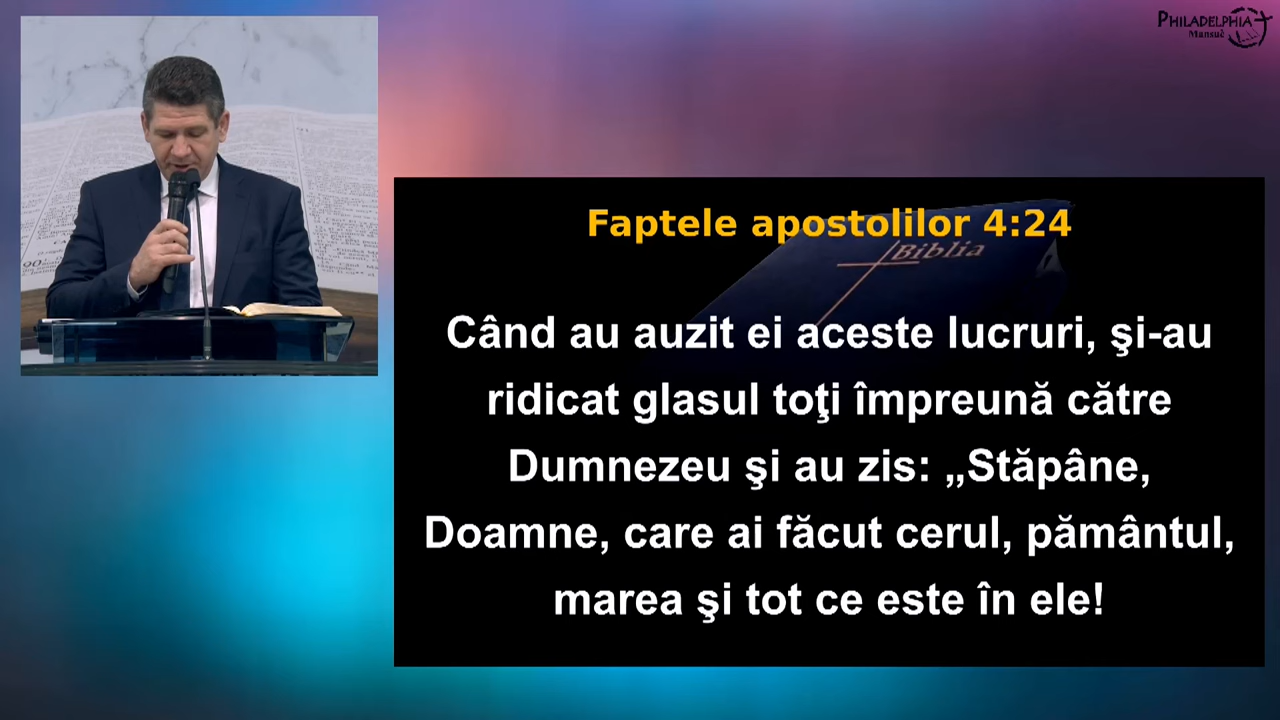 PHILADELPHIA
Mansuè
Faptele apostolilor 4:24
Biblia
Când au auzit ei aceste lucruri, şi-au
ridicat glasul toţi împreună către
Dumnezeu şi au zis: „Stăpâne,
Doamne, care ai făcut cerul, pământul,
marea şi tot ce este în ele!